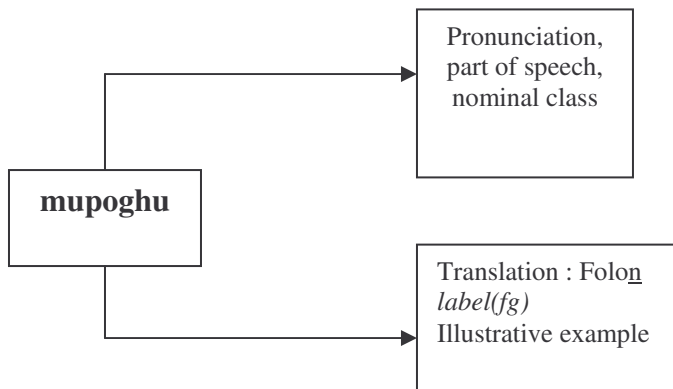 Pronunciation,
part of speech,
nominal class
mupoghu
Translation : Folon
label(fg)
Illustrative example